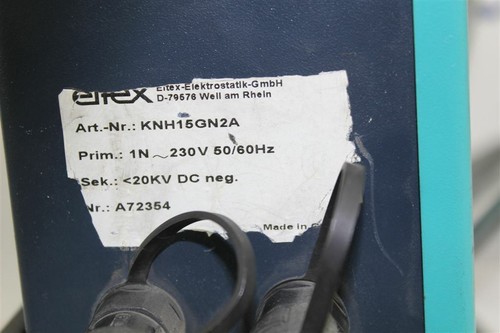 eltex Eltex-Elektrostatik-GmbH
D-79576 Weil am Rhein
Art.-Nr.: KNH15GN2A
Prim.: 1N ~ 230V 50/60Hz
Sek.: <20KV DC neg.
Nr.: A72354
Made in